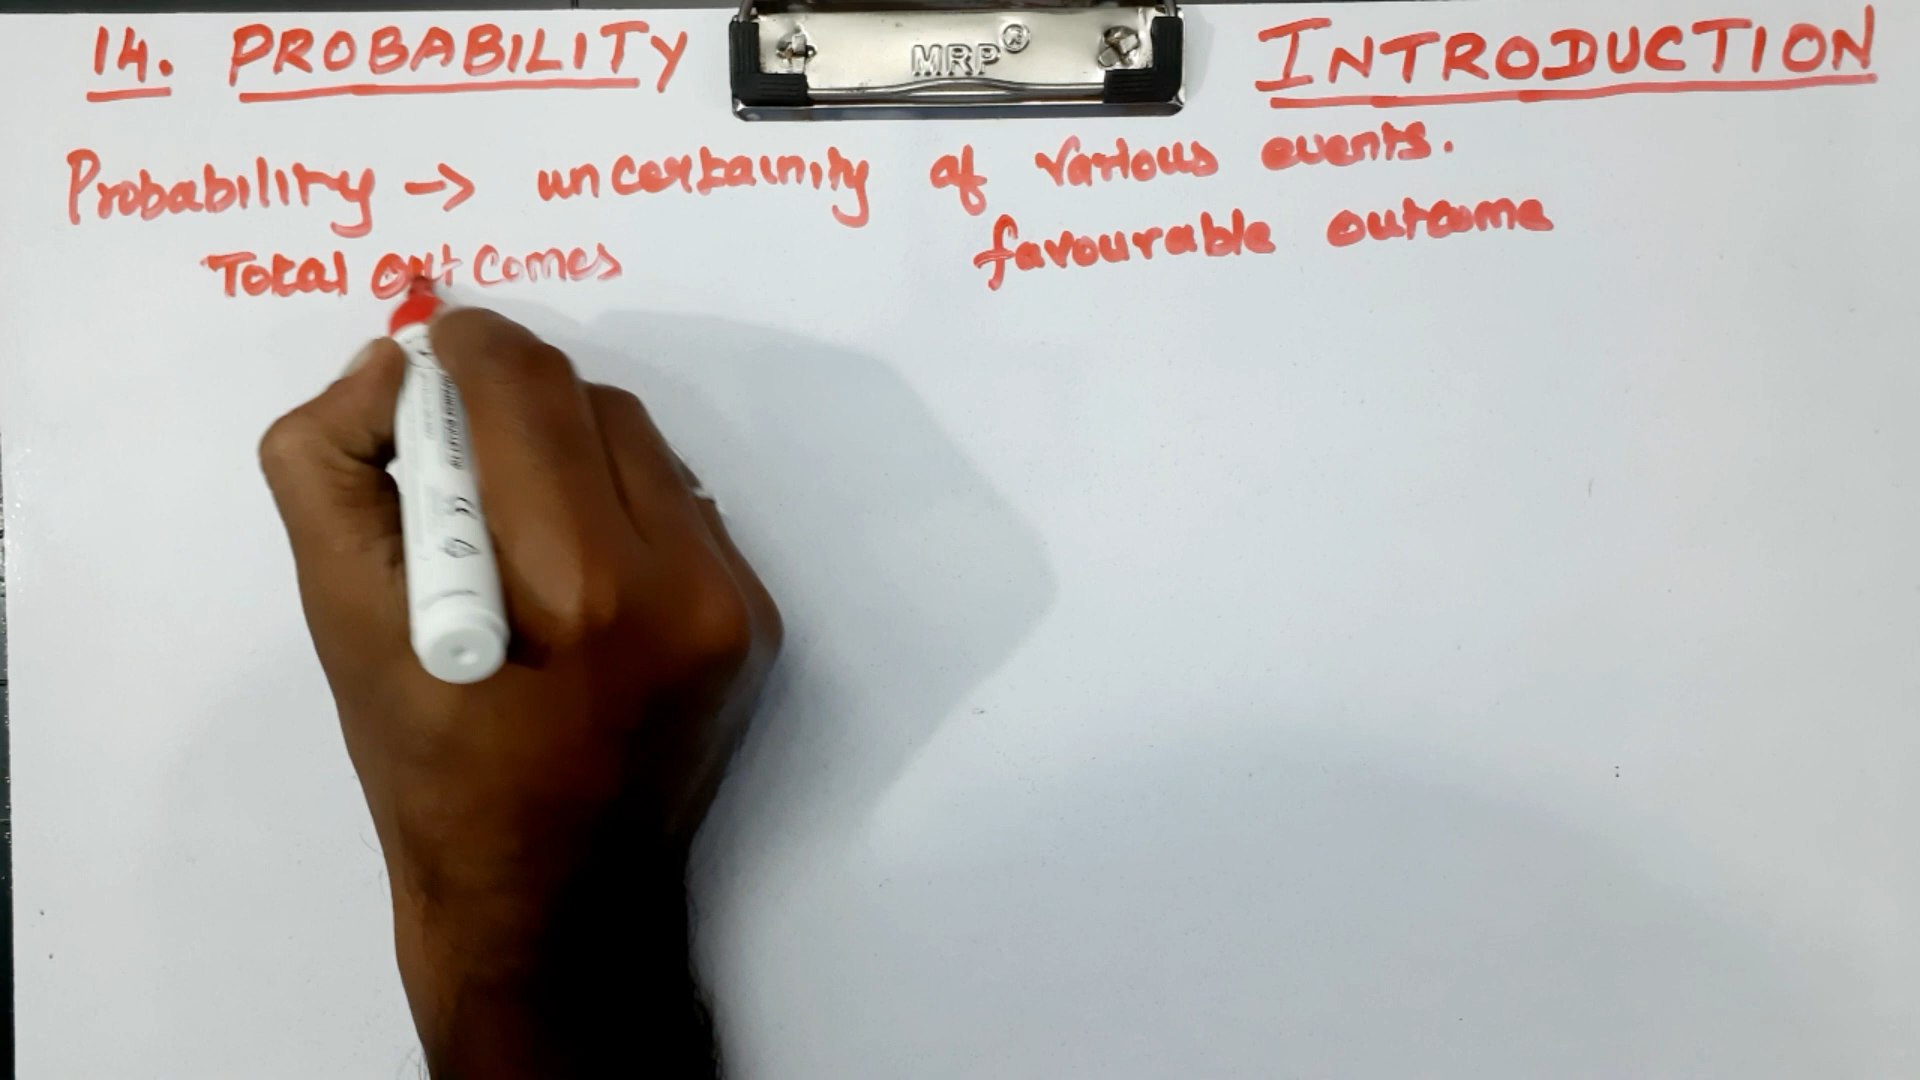 14. PROBABILITY MRP® INTRODUCTION
Probability -> uncertainity of various events.
Total outcomes favourable outcome